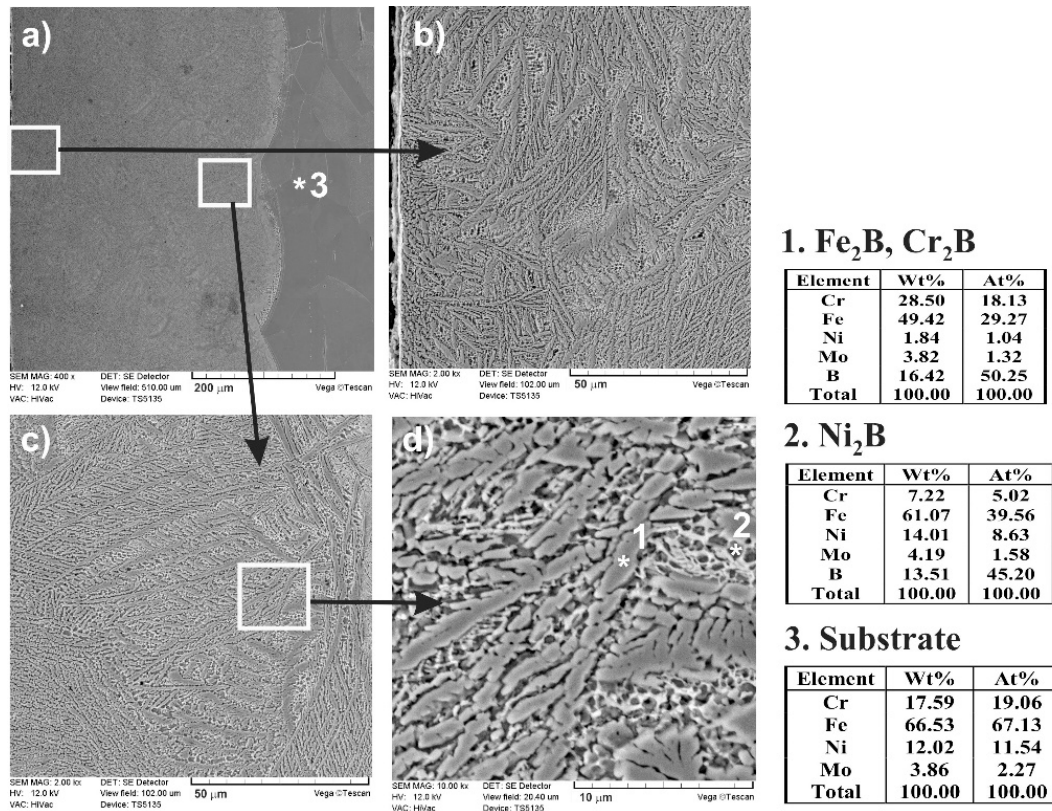 a)
*3
SEM MAG: 400 x DET: SE Detector
HV: 12.0 kV View field: 510.00 um 200 µm
VAC: HiVac Device: TS5135 Vega ©Tescan
b)
SEM MAG: 2.00 kx DET: SE Detector
HV: 12.0 kV View field: 102.00 um 50 µm
VAC: HiVac Device: TS5135 Vega ©Tescan
c)
SEM MAG: 2.00 kx DET: SE Detector
HV: 12.0 kV View field: 102.00 um 50 µm
VAC: HiVac Device: TS5135 Vega ©Tescan
d)
1
*
2
*
SEM MAG: 10.00 kx DET: SE Detector
HV: 12.0 kV View field: 20.40 um 10 µm
VAC: HiVac Device: TS5135 Vega ©Tescan
1. Fe₂B, Cr₂B
Element Wt% At%
Cr 28.50 18.13
Fe 49.42 29.27
Ni 1.84 1.04
Mo 3.82 1.32
B 16.42 50.25
Total 100.00 100.00
2. Ni₂B
Element Wt% At%
Cr 7.22 5.02
Fe 61.07 39.56
Ni 14.01 8.63
Mo 4.19 1.58
B 13.51 45.20
Total 100.00 100.00
3. Substrate
Element Wt% At%
Cr 17.59 19.06
Fe 66.53 67.13
Ni 12.02 11.54
Mo 3.86 2.27
Total 100.00 100.00